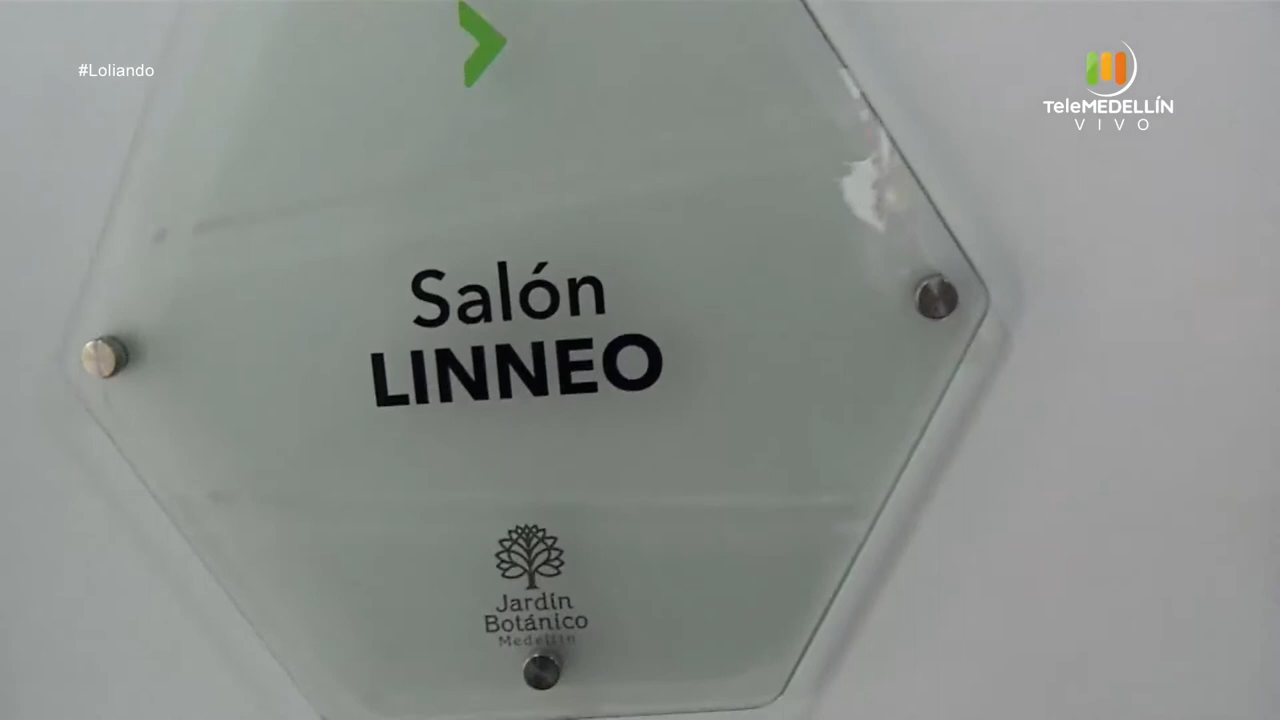 #Loliando
TeleMEDELLÍN
VIVO
Salón
LINNEO
Jardín
Botánico
Medellín